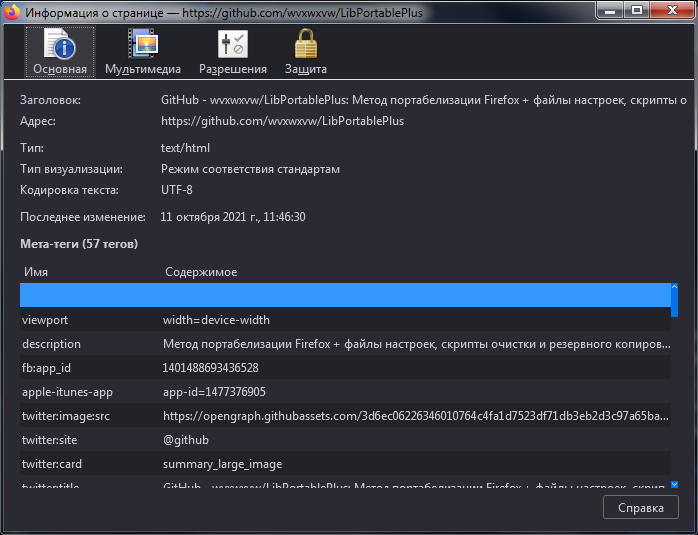 Информация о странице — https://github.com/wvxwxvw/LibPortablePlus
Основная Мультимедиа Разрешения Защита
Заголовок: GitHub - wvxwxvw/LibPortablePlus: Метод портабелизации Firefox + файлы настроек, скрипты о
Адрес: https://github.com/wvxwxvw/LibPortablePlus
Тип: text/html
Тип визуализации: Режим соответствия стандартам
Кодировка текста: UTF-8
Последнее изменение: 11 октября 2021 г., 11:46:30
Мета-теги (57 тегов)
Имя Содержимое
viewport width=device-width
description Метод портабелизации Firefox + файлы настроек, скрипты очистки и резервного копиров...
fb:app_id 1401488693436528
apple-itunes-app app-id=1477376905
twitter:image:src https://opengraph.githubassets.com/3d6ec06226346010764c4fa1d7523df71db3eb2d3c97a65ba...
twitter:site @github
twitter:card summary_large_image
twitter:title GitHub - wvxwxvw/LibPortablePlus: Метод портабелизации Firefox + файлы настроек, скрип...
Справка